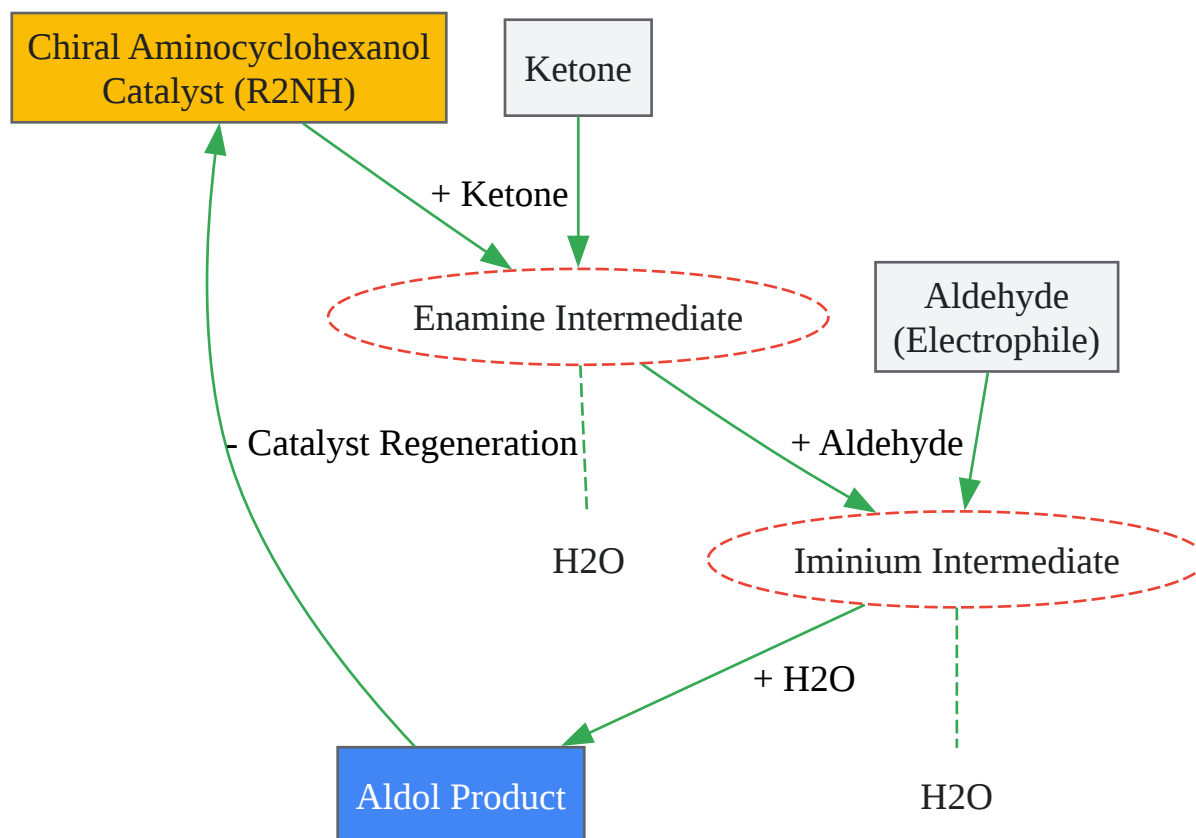 Chiral Aminocyclohexanol
Catalyst (R2NH)
Ketone
+ Ketone
Enamine Intermediate
Aldehyde
(Electrophile)
- Catalyst Regeneration
+ Aldehyde
H2O
Iminium Intermediate
+ H2O
Aldol Product
H2O